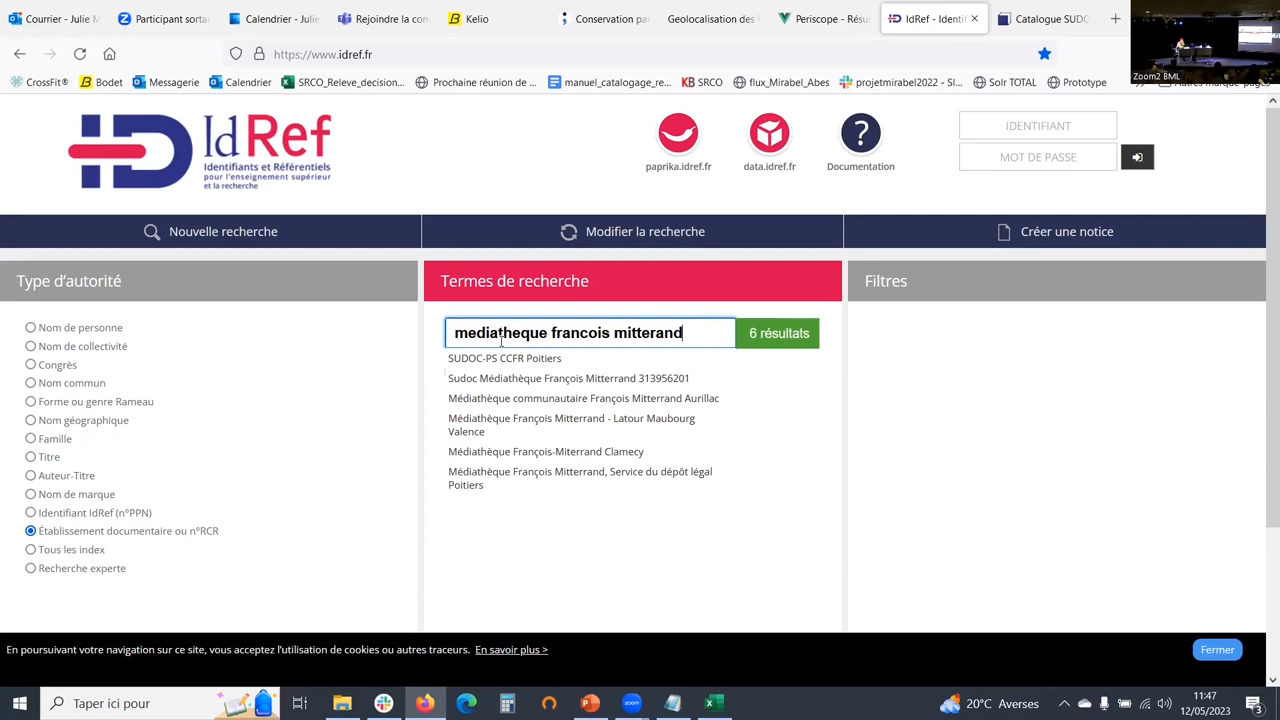 Courrier - Julie M
Participant sorta
Calendrier - Julie
Rejoindre la con
Kelio
Conservation pa
Geolocalisation des
Periscope - Résu
IdRef - Identif
Catalogue SUDO
https://www.idref.fr
Zoom2 BML
CrossFit®
Bodet
Messagerie
Calendrier
SRCO_Releve_decision...
Prochaine réunion de ...
manuel_catalogage_re...
SRCO
flux_Mirabel_Abes
projetmirabel2022 - Sl...
Solr TOTAL
Prototype
Autres marque-pages
IdRef
Identifiants et Référentiels
pour l'enseignement supérieur
et la recherche
paprika.idref.fr
data.idref.fr
?
Documentation
IDENTIFIANT
MOT DE PASSE
Nouvelle recherche
Modifier la recherche
Créer une notice
Type d'autorité
Nom de personne
Nom de collectivité
Congrès
Nom commun
Forme ou genre Rameau
Nom géographique
Famille
Titre
Auteur-Titre
Nom de marque
Identifiant IdRef (n°PPN)
Établissement documentaire ou n°RCR
Tous les index
Recherche experte
Termes de recherche
mediatheque francois mitterand
6 résultats
SUDOC-PS CCFR Poitiers
Sudoc Médiathèque François Mitterrand 313956201
Médiathèque communautaire François Mitterrand Aurillac
Médiathèque François Mitterrand - Latour Maubourg
Valence
Médiathèque François-Miterrand Clamecy
Médiathèque François Mitterrand, Service du dépôt légal
Poitiers
Filtres
En poursuivant votre navigation sur ce site, vous acceptez l'utilisation de cookies ou autres traceurs. En savoir plus >
Fermer
Taper ici pour
20°C Averses
11:47
12/05/2023
3